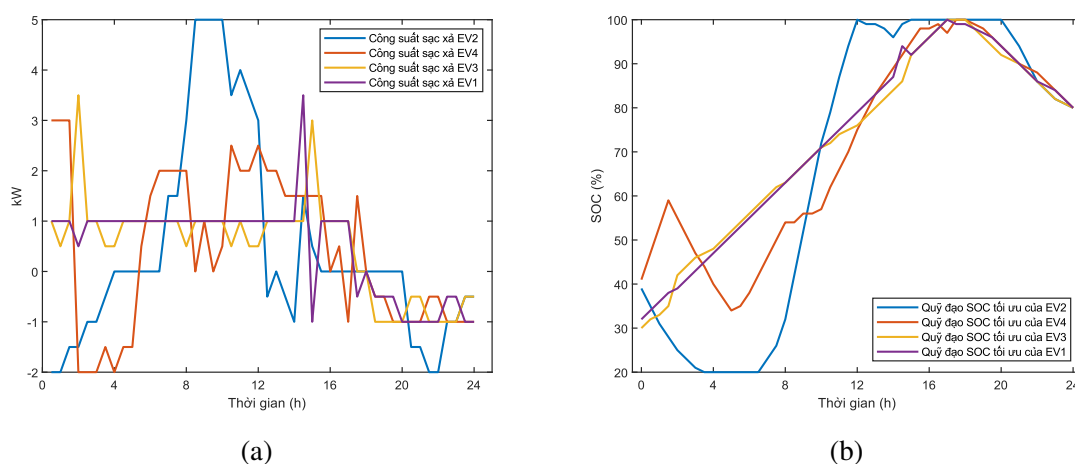 5
4
3
2
1
0
-1
-2
kW
0 4 8 12 16 20 24
Thời gian (h)
Công suất sạc xả EV2
Công suất sạc xả EV4
Công suất sạc xả EV3
Công suất sạc xả EV1
(a)
100
90
80
70
60
50
40
30
20
SOC (%)
0 4 8 12 16 20 24
Thời gian (h)
Quỹ đạo SOC tối ưu của EV2
Quỹ đạo SOC tối ưu của EV4
Quỹ đạo SOC tối ưu của EV3
Quỹ đạo SOC tối ưu của EV1
(b)